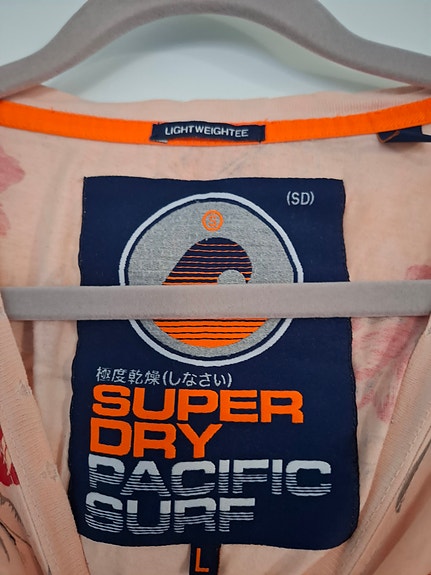 LIGHTWEIGHTEE
(SD)
極度乾燥(しなさい)
SUPER
DRY
PACIFIC
SURF
L